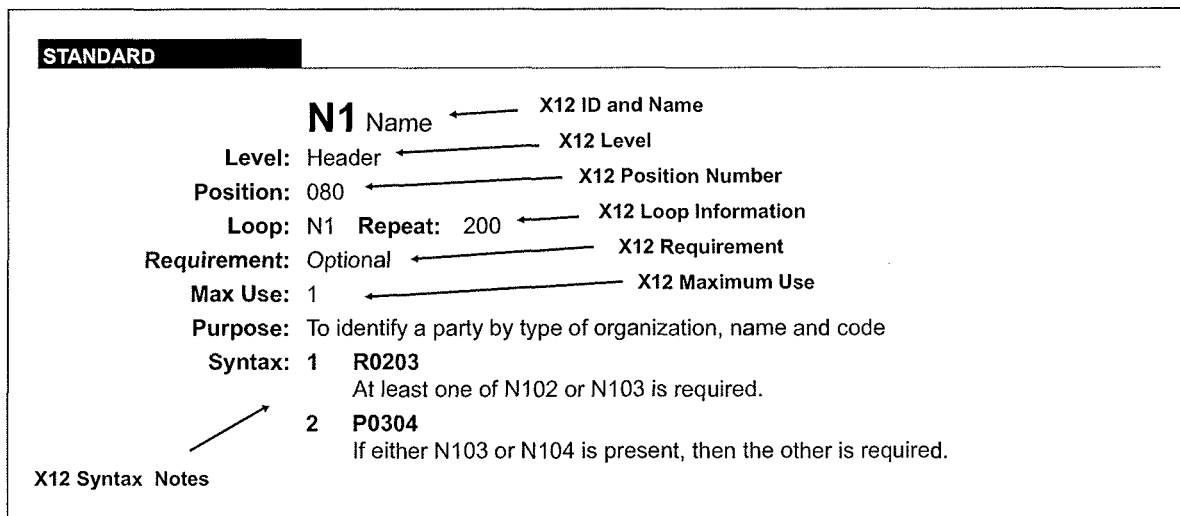 STANDARD
N1 Name X12 ID and Name
Level: Header X12 Level
Position: 080 X12 Position Number
Loop: N1 Repeat: 200 X12 Loop Information
Requirement: Optional X12 Requirement
Max Use: 1 X12 Maximum Use
Purpose: To identify a party by type of organization, name and code
Syntax: 1 R0203
At least one of N102 or N103 is required.
2 P0304
If either N103 or N104 is present, then the other is required.
X12 Syntax Notes